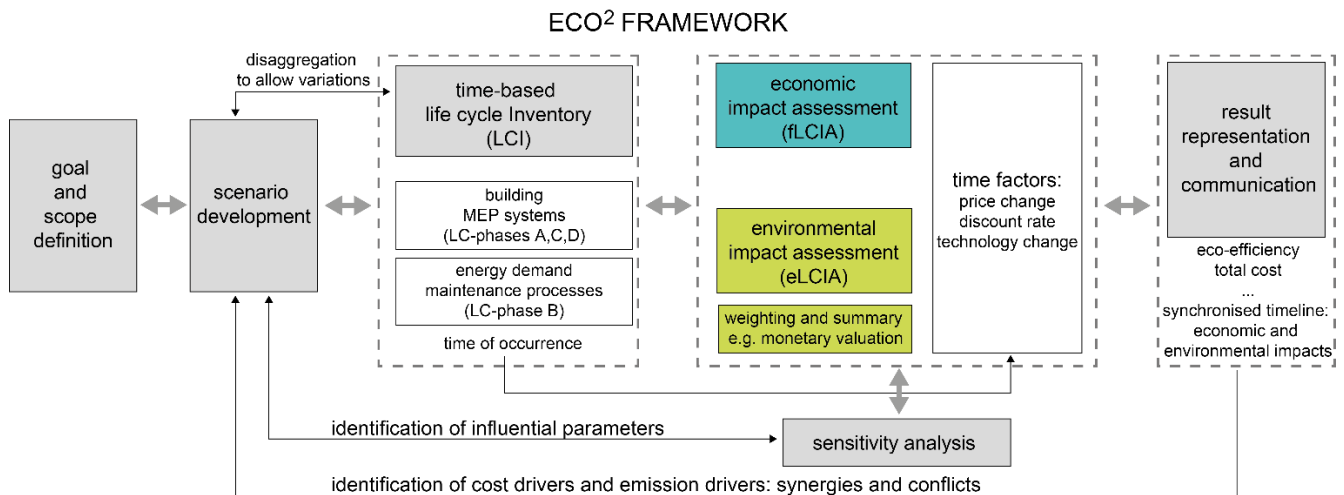 ECO² FRAMEWORK
disaggregation
to allow variations
goal
and
scope
definition
scenario
development
time-based
life cycle Inventory
(LCI)
building
MEP systems
(LC-phases A,C,D)
energy demand
maintenance processes
(LC-phase B)
time of occurrence
economic
impact assessment
(fLCIA)
environmental
impact assessment
(eLCIA)
weighting and summary
e.g. monetary valuation
time factors:
price change
discount rate
technology change
result
representation
and
communication
eco-efficiency
total cost
...
synchronised timeline:
economic and
environmental impacts
identification of influential parameters
sensitivity analysis
identification of cost drivers and emission drivers: synergies and conflicts